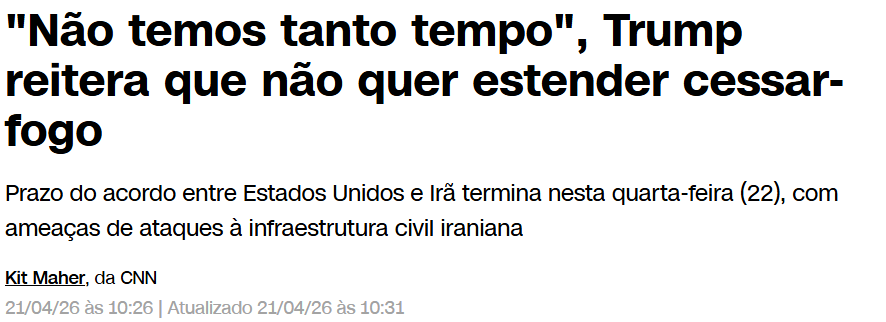 "Não temos tanto tempo", Trump
reitera que não quer estender cessar-
fogo
Prazo do acordo entre Estados Unidos e Irã termina nesta quarta-feira (22), com
ameaças de ataques à infraestrutura civil iraniana
Kit Maher, da CNN
21/04/26 às 10:26 | Atualizado 21/04/26 às 10:31